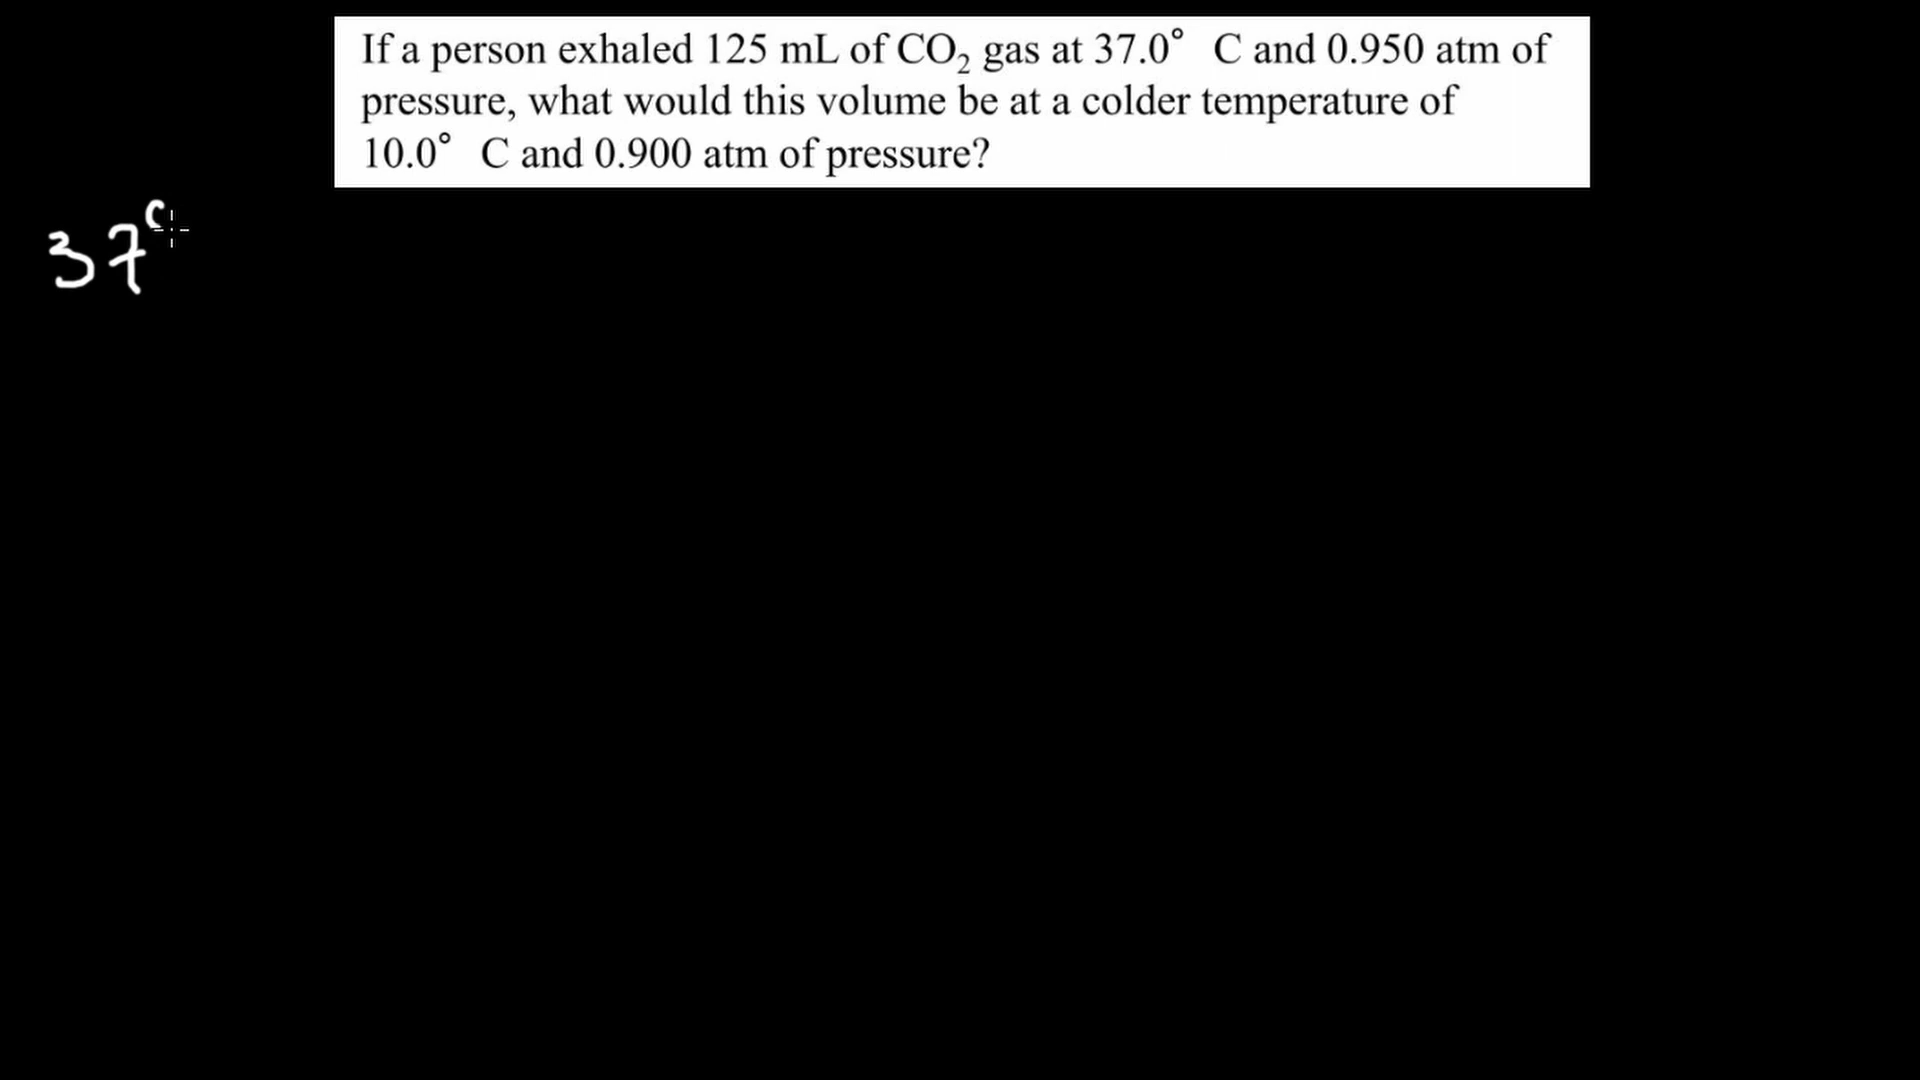 If a person exhaled 125 mL of CO₂ gas at 37.0° C and 0.950 atm of
pressure, what would this volume be at a colder temperature of
10.0° C and 0.900 atm of pressure?
37°